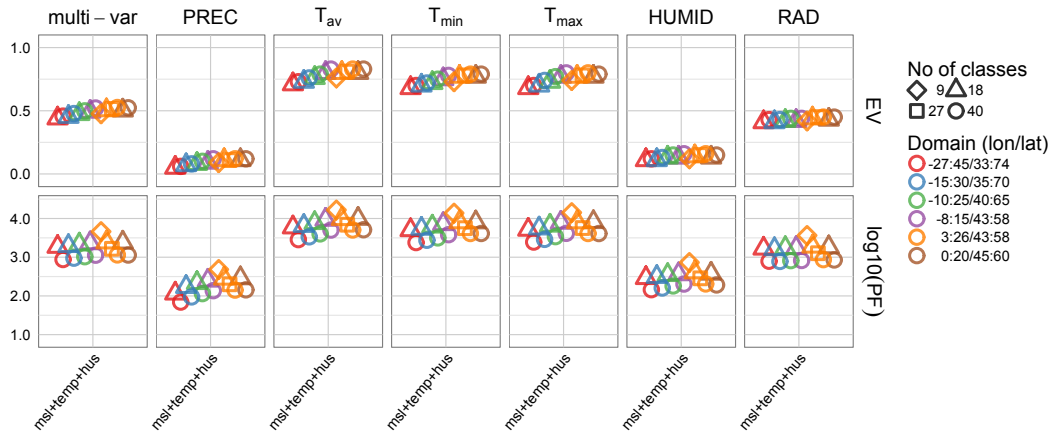 multi – var PREC T_av T_min T_max HUMID RAD
1.0
0.5
0.0
EV
4.0
3.0
2.0
1.0
log10(PF)
msl+temp+hus msl+temp+hus msl+temp+hus msl+temp+hus msl+temp+hus msl+temp+hus msl+temp+hus
No of classes
9 18
27 40
Domain (lon/lat)
-27:45/33:74
-15:30/35:70
-10:25/40:65
-8:15/43:58
3:26/43:58
0:20/45:60